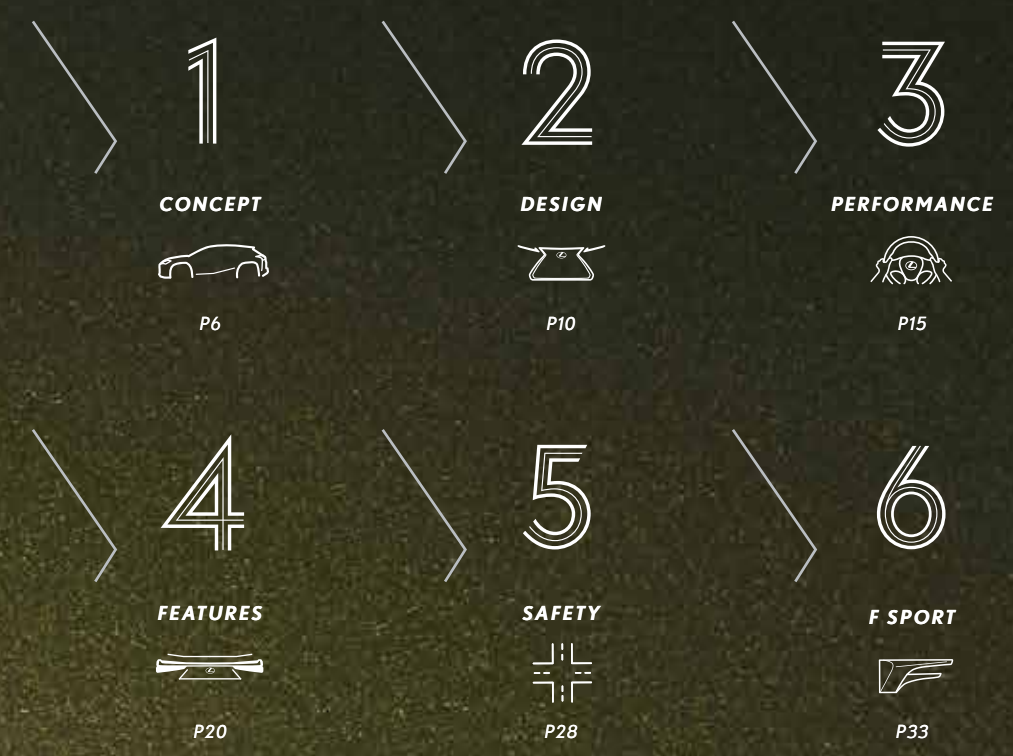 1
2
3
CONCEPT
DESIGN
PERFORMANCE
P6
P10
P15
4
5
6
FEATURES
SAFETY
F SPORT
P20
P28
P33